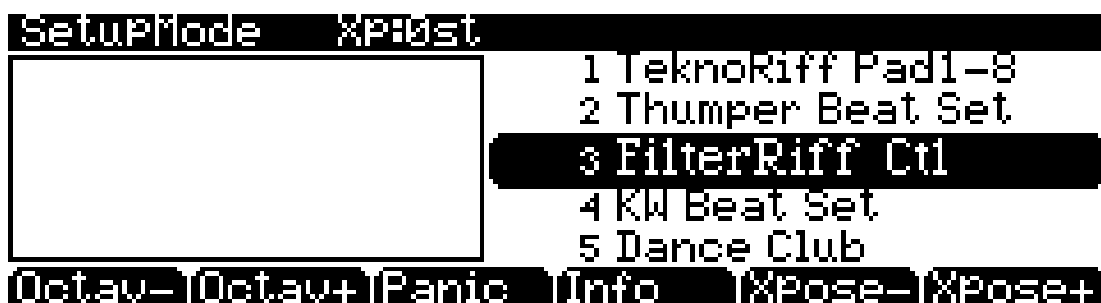 SetupMode Xp:0st
1 TeknoRiff Pad1-8
2 Thumper Beat Set
3 FilterRiff Ctl
4 KW Beat Set
5 Dance Club
Octav- Octav+ Panic Info Xpose- Xpose+